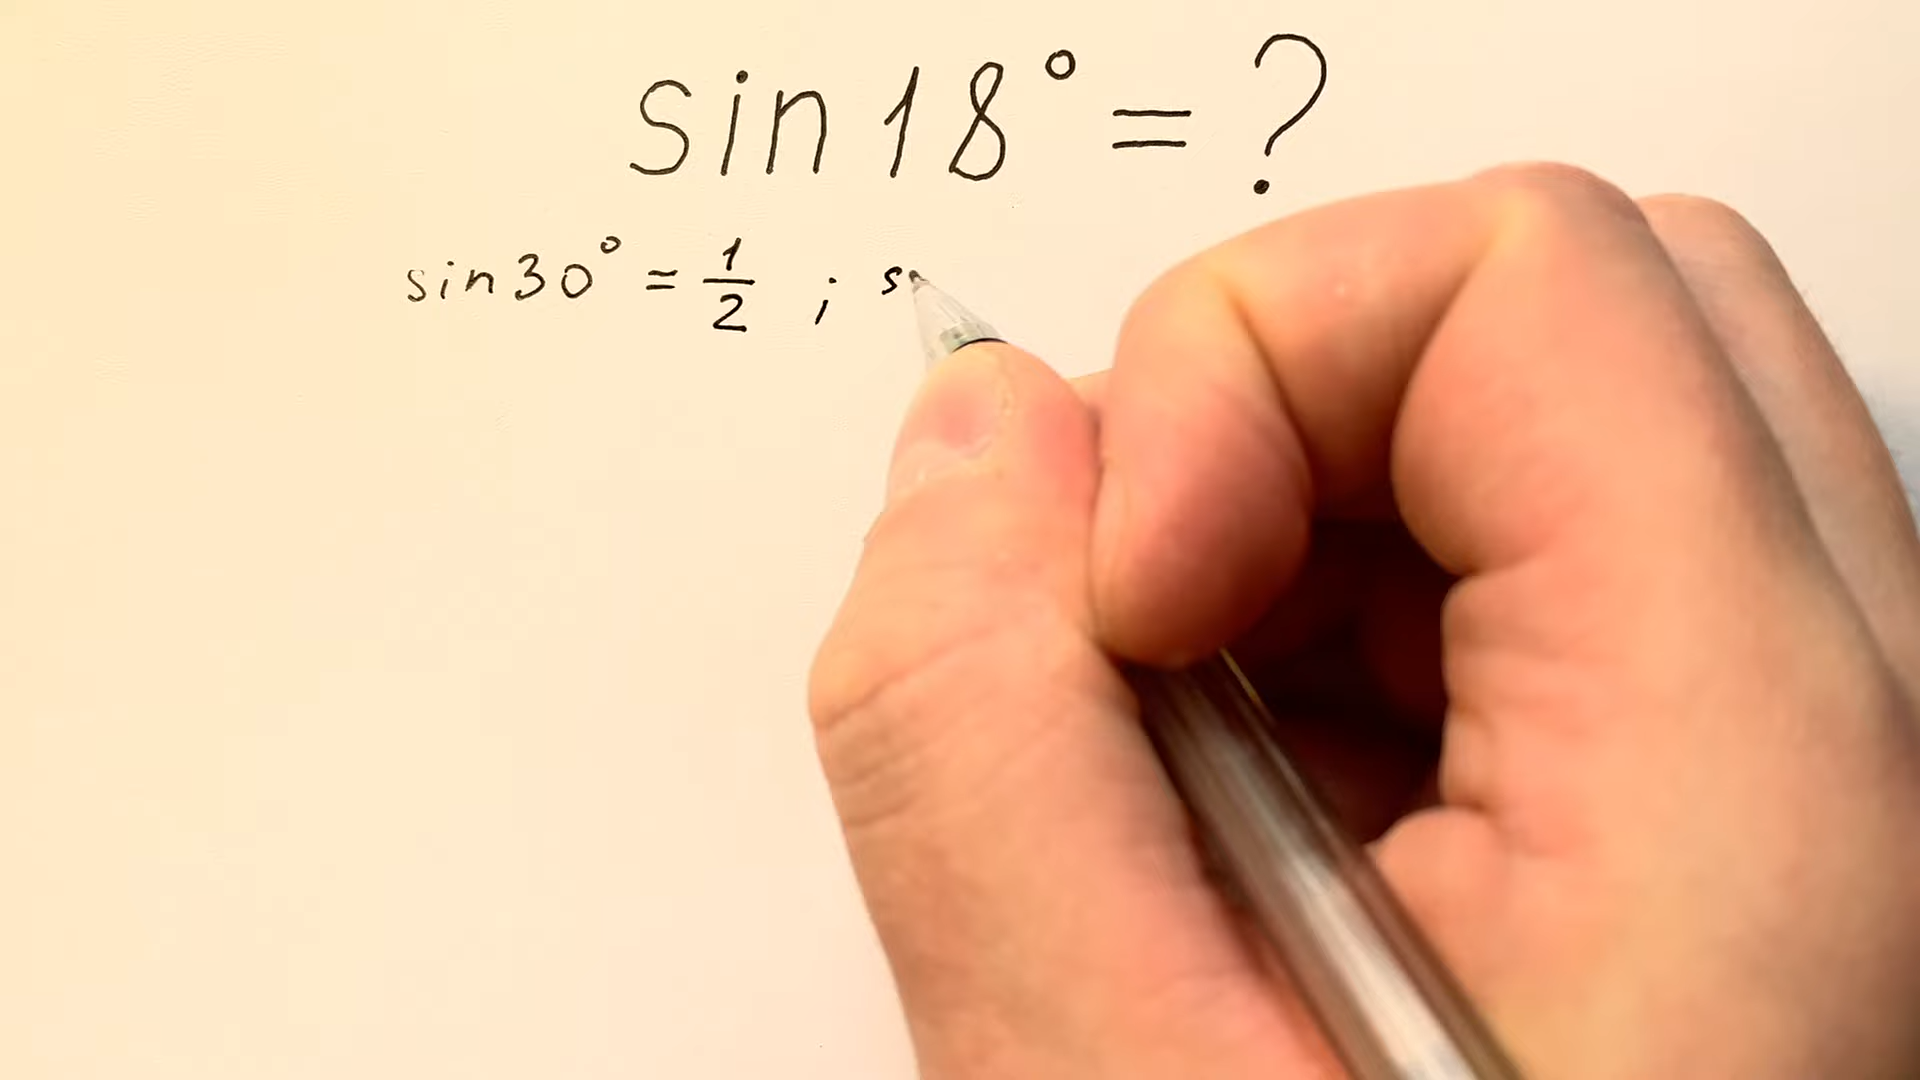 sin 18° = ?
sin 30° = 1/2 ; s